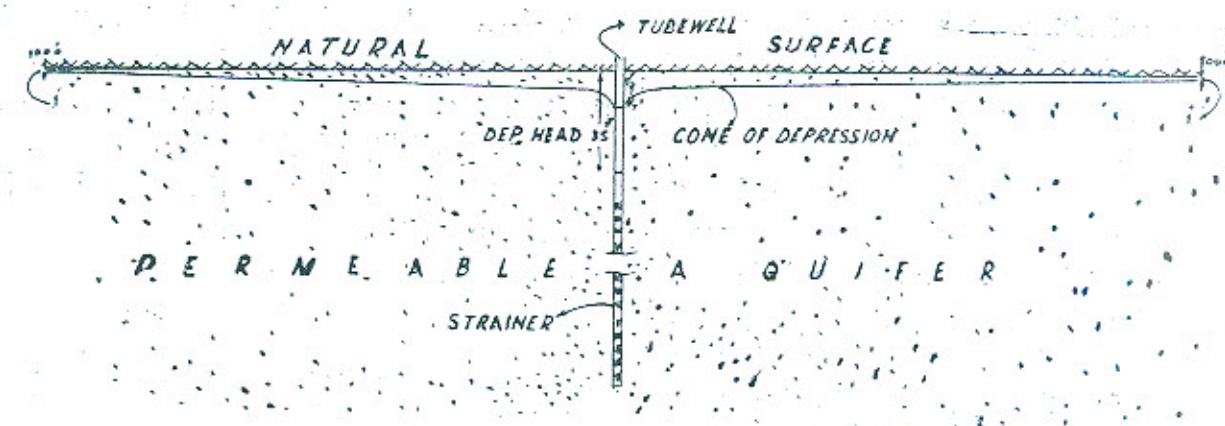 TUBEWELL
NATURAL SURFACE
DEP. HEAD CONE OF DEPRESSION
PERMEABLE AQUIFER
STRAINER